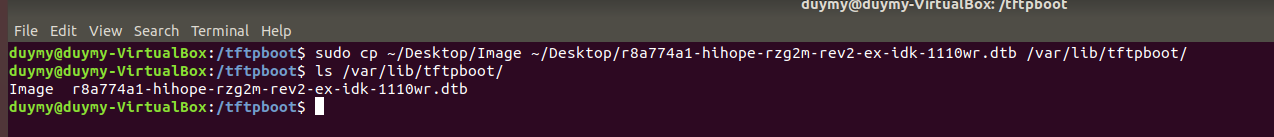 duymy@duymy-VirtualBox: /tftpboot
File Edit View Search Terminal Help
duymy@duymy-VirtualBox:/tftpboot$ sudo cp ~/Desktop/Image ~/Desktop/r8a774a1-hihope-rzg2m-rev2-ex-idk-1110wr.dtb /var/lib/tftpboot/
duymy@duymy-VirtualBox:/tftpboot$ ls /var/lib/tftpboot/
Image  r8a774a1-hihope-rzg2m-rev2-ex-idk-1110wr.dtb
duymy@duymy-VirtualBox:/tftpboot$